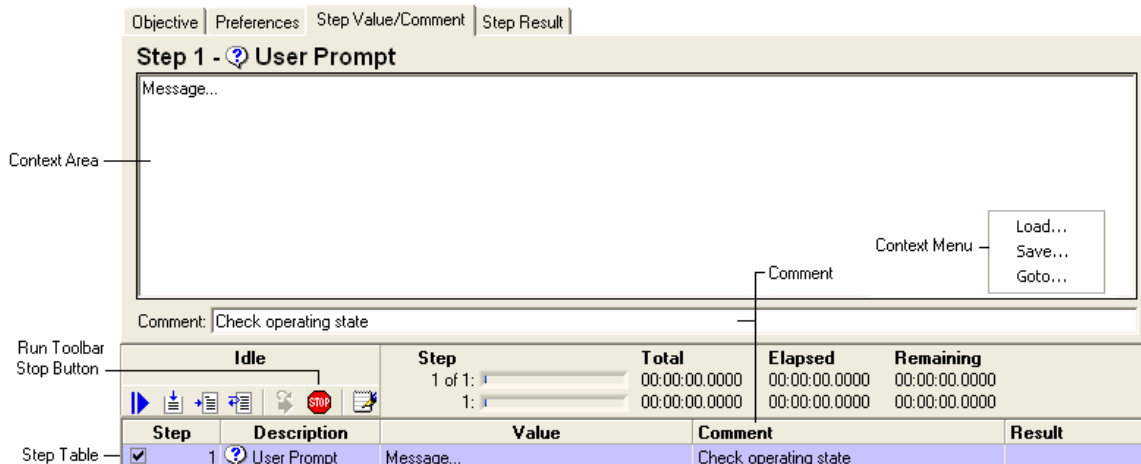 Objective Preferences Step Value/Comment Step Result
Step 1 - User Prompt
Message...
Context Area
Load...
Context Menu
Save...
Comment
Goto...
Comment: Check operating state
Run Toolbar
Stop Button
Idle Step Total Elapsed Remaining
1 of 1: 00:00:00.0000 00:00:00.0000 00:00:00.0000
STOP 1: 00:00:00.0000 00:00:00.0000 00:00:00.0000
Step Description Value Comment Result
Step Table 1 User Prompt Message... Check operating state